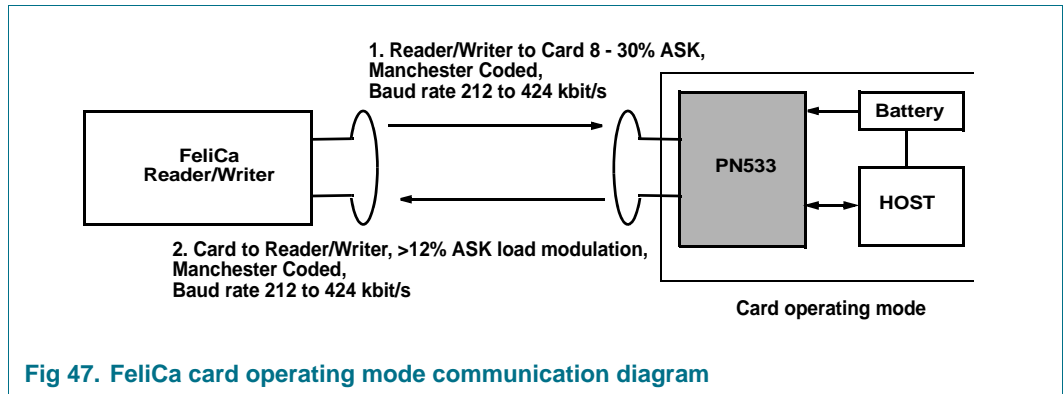 1. Reader/Writer to Card 8 - 30% ASK,
Manchester Coded,
Baud rate 212 to 424 kbit/s
FeliCa
Reader/Writer
PN533
Battery
HOST
2. Card to Reader/Writer, >12% ASK load modulation,
Manchester Coded,
Baud rate 212 to 424 kbit/s
Card operating mode
Fig 47. FeliCa card operating mode communication diagram